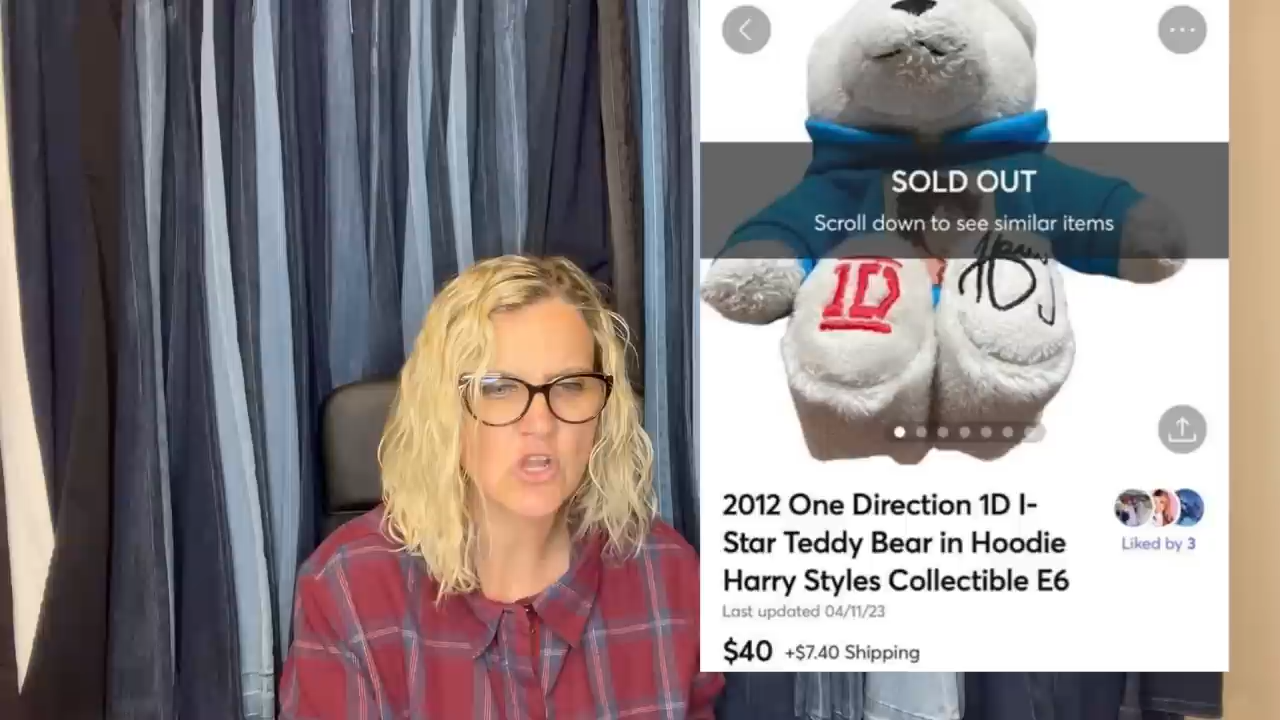 SOLD OUT
Scroll down to see similar items
1D
Harry
2012 One Direction 1D I-
Star Teddy Bear in Hoodie
Harry Styles Collectible E6
Liked by 3
Last updated 04/11/23
$40 +$7.40 Shipping